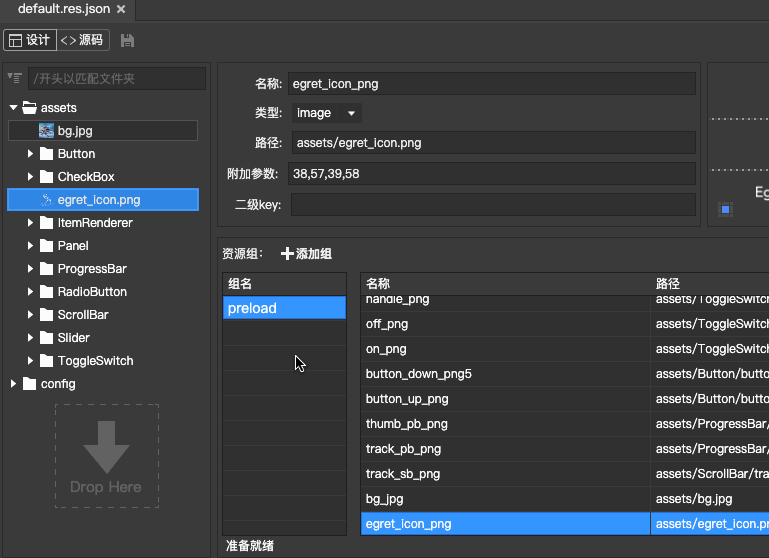 default.res.json ×
设计 <>源码
/开头以匹配文件夹
assets
bg.jpg
Button
CheckBox
egret_icon.png
ItemRenderer
Panel
ProgressBar
RadioButton
ScrollBar
Slider
ToggleSwitch
config
Drop Here
名称: egret_icon_png
类型: image
路径: assets/egret_icon.png
附加参数: 38,57,39,58
二级key:
Eg
资源组: 添加组
组名
preload
名称 路径
handle_png assets/ToggleSwitch
off_png assets/ToggleSwitch
on_png assets/ToggleSwitch
button_down_png5 assets/Button/butto
button_up_png assets/Button/butto
thumb_pb_png assets/ProgressBar/
track_pb_png assets/ProgressBar/
track_sb_png assets/ScrollBar/tra
bg_jpg assets/bg.jpg
egret_icon_png assets/egret_icon.pn
准备就绪